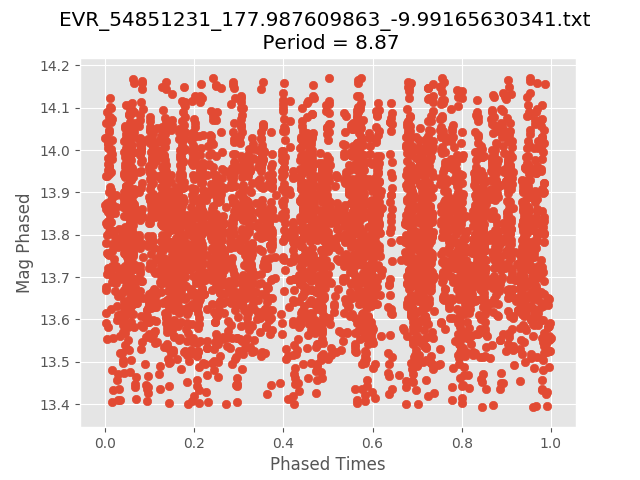 EVR_54851231_177.987609863_-9.99165630341.txt
Period = 8.87
14.2
14.1
14.0
13.9
13.8
13.7
13.6
13.5
13.4
Mag Phased
0.0 0.2 0.4 0.6 0.8 1.0
Phased Times